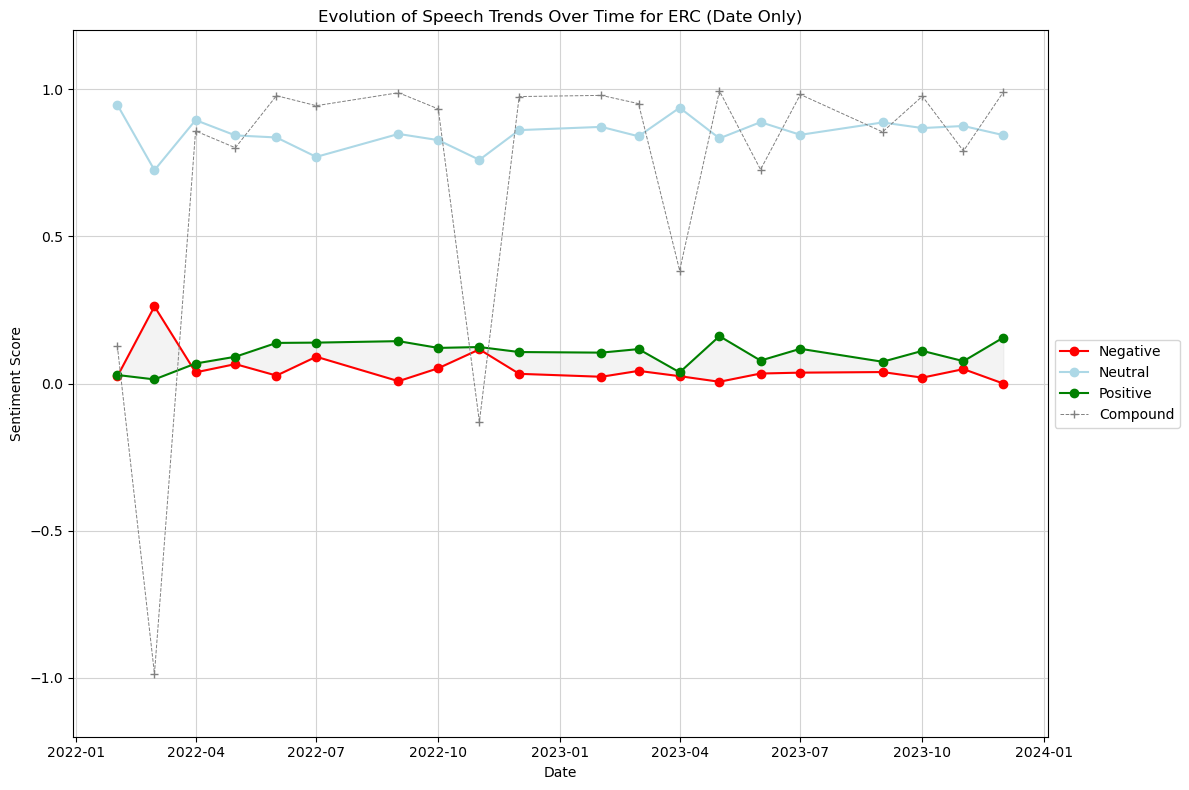 Evolution of Speech Trends Over Time for ERC (Date Only)
1.0
0.5
0.0
−0.5
−1.0
Sentiment Score
2022-01
2022-04
2022-07
2022-10
2023-01
2023-04
2023-07
2023-10
2024-01
Date
Negative
Neutral
Positive
Compound